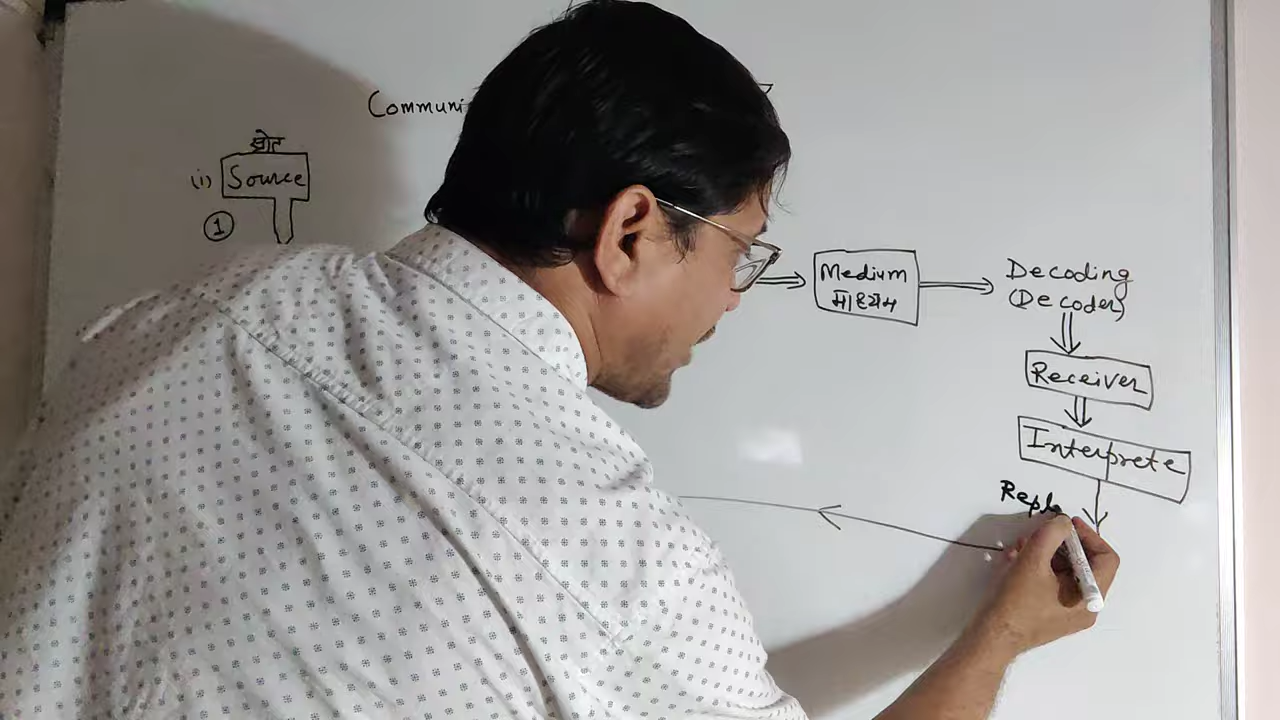 Communi
स्रोत
(i) Source
1
Medium
माध्यम
Decoding
(Decoder)
Receiver
Interprete
Repl